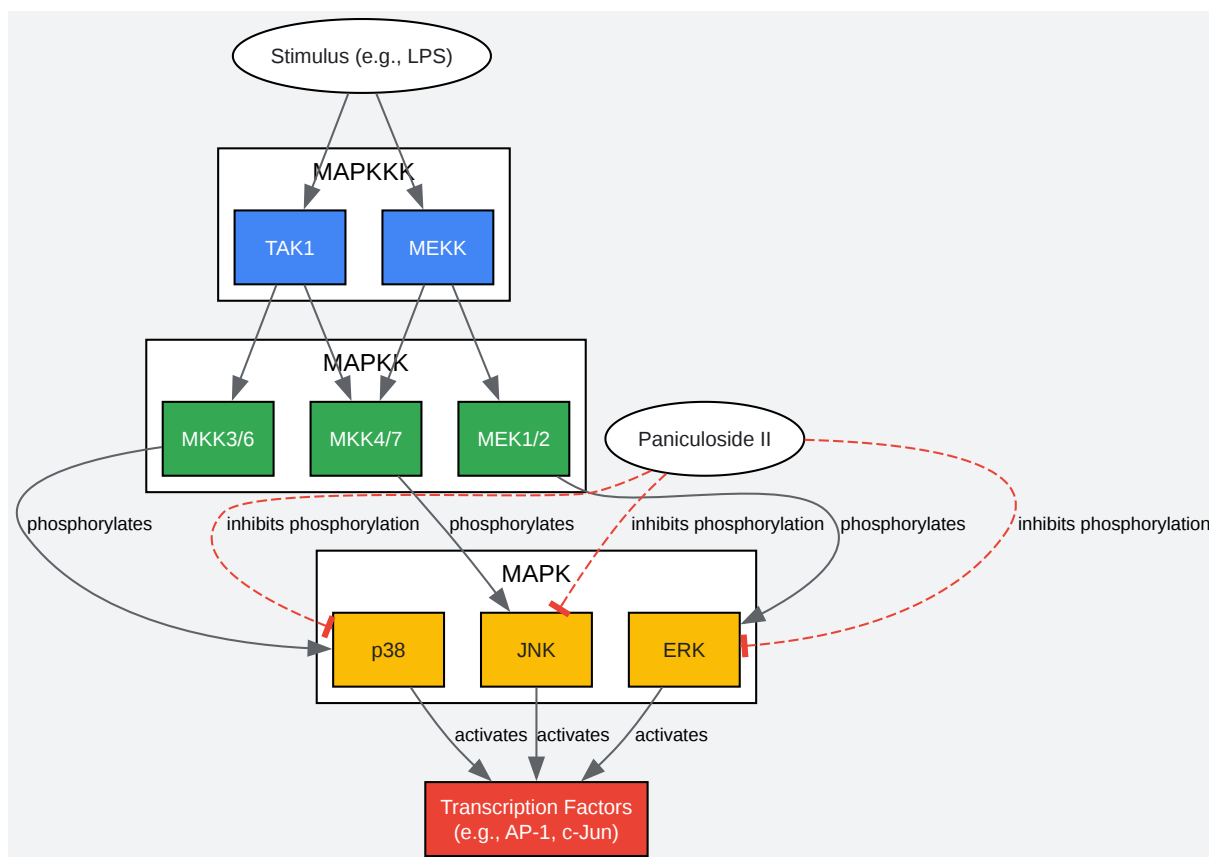 Stimulus (e.g., LPS)
MAPKKK
TAK1
MEKK
MAPKK
MKK3/6
MKK4/7
MEK1/2
Paniculoside II
phosphorylates
inhibits phosphorylation
phosphorylates
inhibits phosphorylation
phosphorylates
inhibits phosphorylation
MAPK
p38
JNK
ERK
activates
activates
activates
Transcription Factors
(e.g., AP-1, c-Jun)